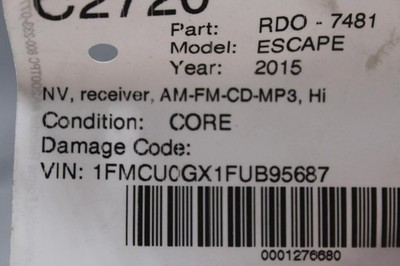 C2720
Part: RDO - 7481
Model: ESCAPE
Year: 2015
NV, receiver, AM-FM-CD-MP3, Hi
Condition: CORE
Damage Code:
VIN: 1FMCU0GX1FUB95687
0001276680